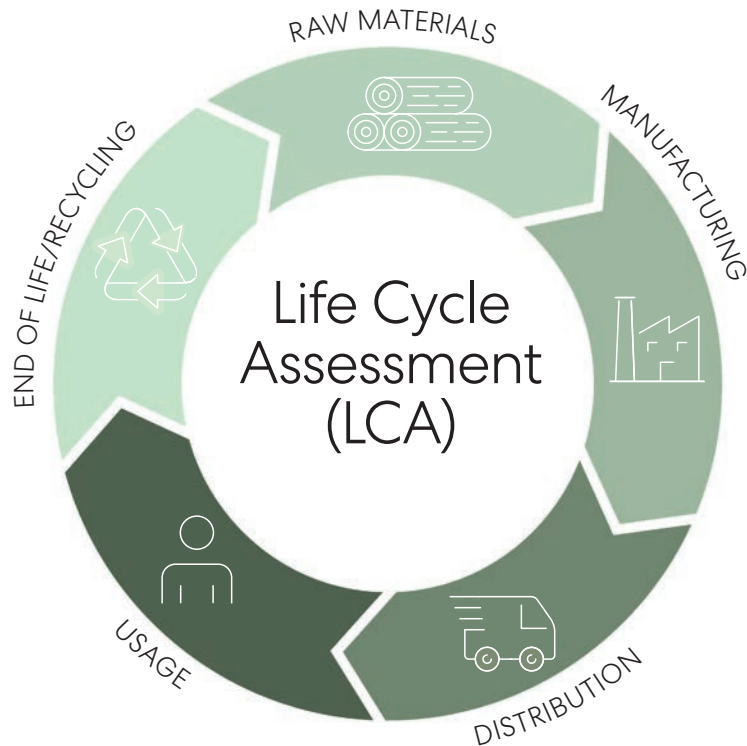 RAW MATERIALS
MANUFACTURING
END OF LIFE/RECYCLING
Life Cycle
Assessment
(LCA)
USAGE
DISTRIBUTION